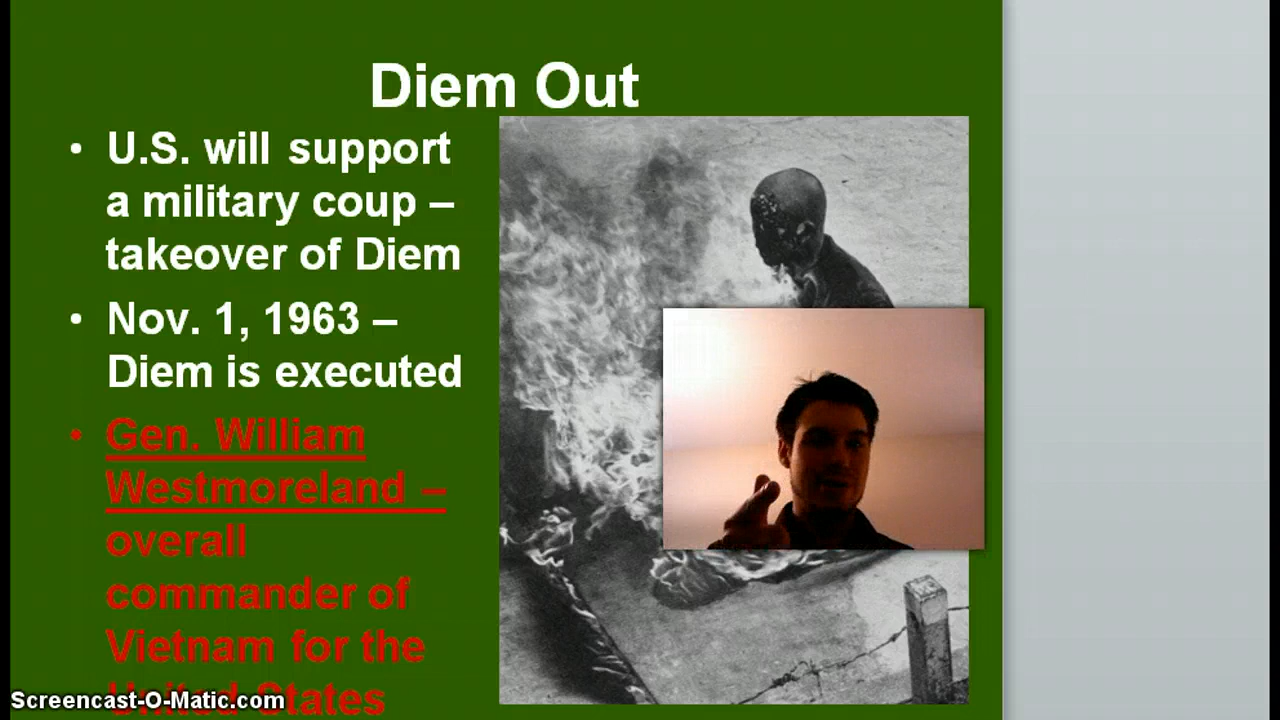 Diem Out
• U.S. will support
a military coup –
takeover of Diem
• Nov. 1, 1963 –
Diem is executed
• Gen. William
Westmoreland –
overall
commander of
Vietnam for the
United States
Screencast-O-Matic.com